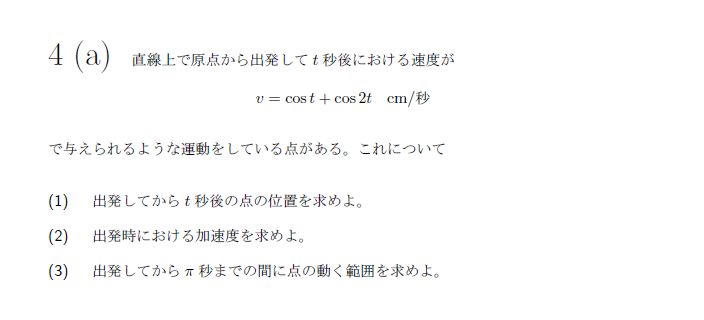 4 (a) 直線上で原点から出発して t 秒後における速度が
v = cos t + cos 2t cm/秒
で与えられるような運動をしている点がある。これについて
(1) 出発してから t 秒後の点の位置を求めよ。
(2) 出発時における加速度を求めよ。
(3) 出発してから π 秒までの間に点の動く範囲を求めよ。